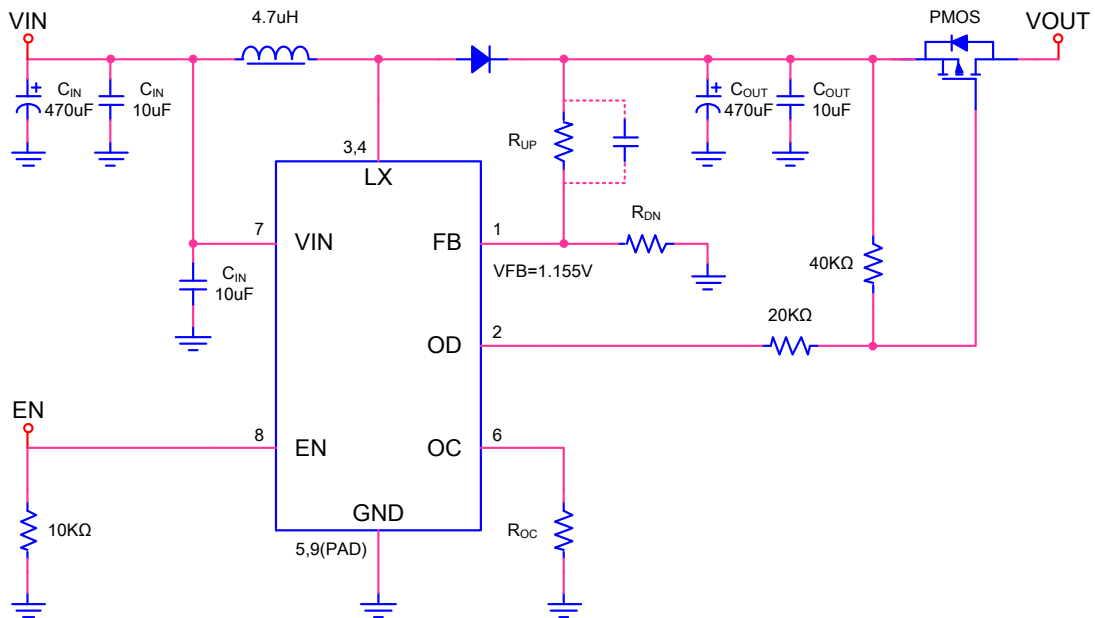 VIN
4.7uH
PMOS
VOUT
+
CIN
470uF
CIN
10uF
+
COUT
470uF
COUT
10uF
RUP
3,4
LX
7
VIN
FB
1
RDN
VFB=1.155V
CIN
10uF
40KΩ
OD
2
20KΩ
EN
8
EN
OC
6
10KΩ
GND
5,9(PAD)
ROC